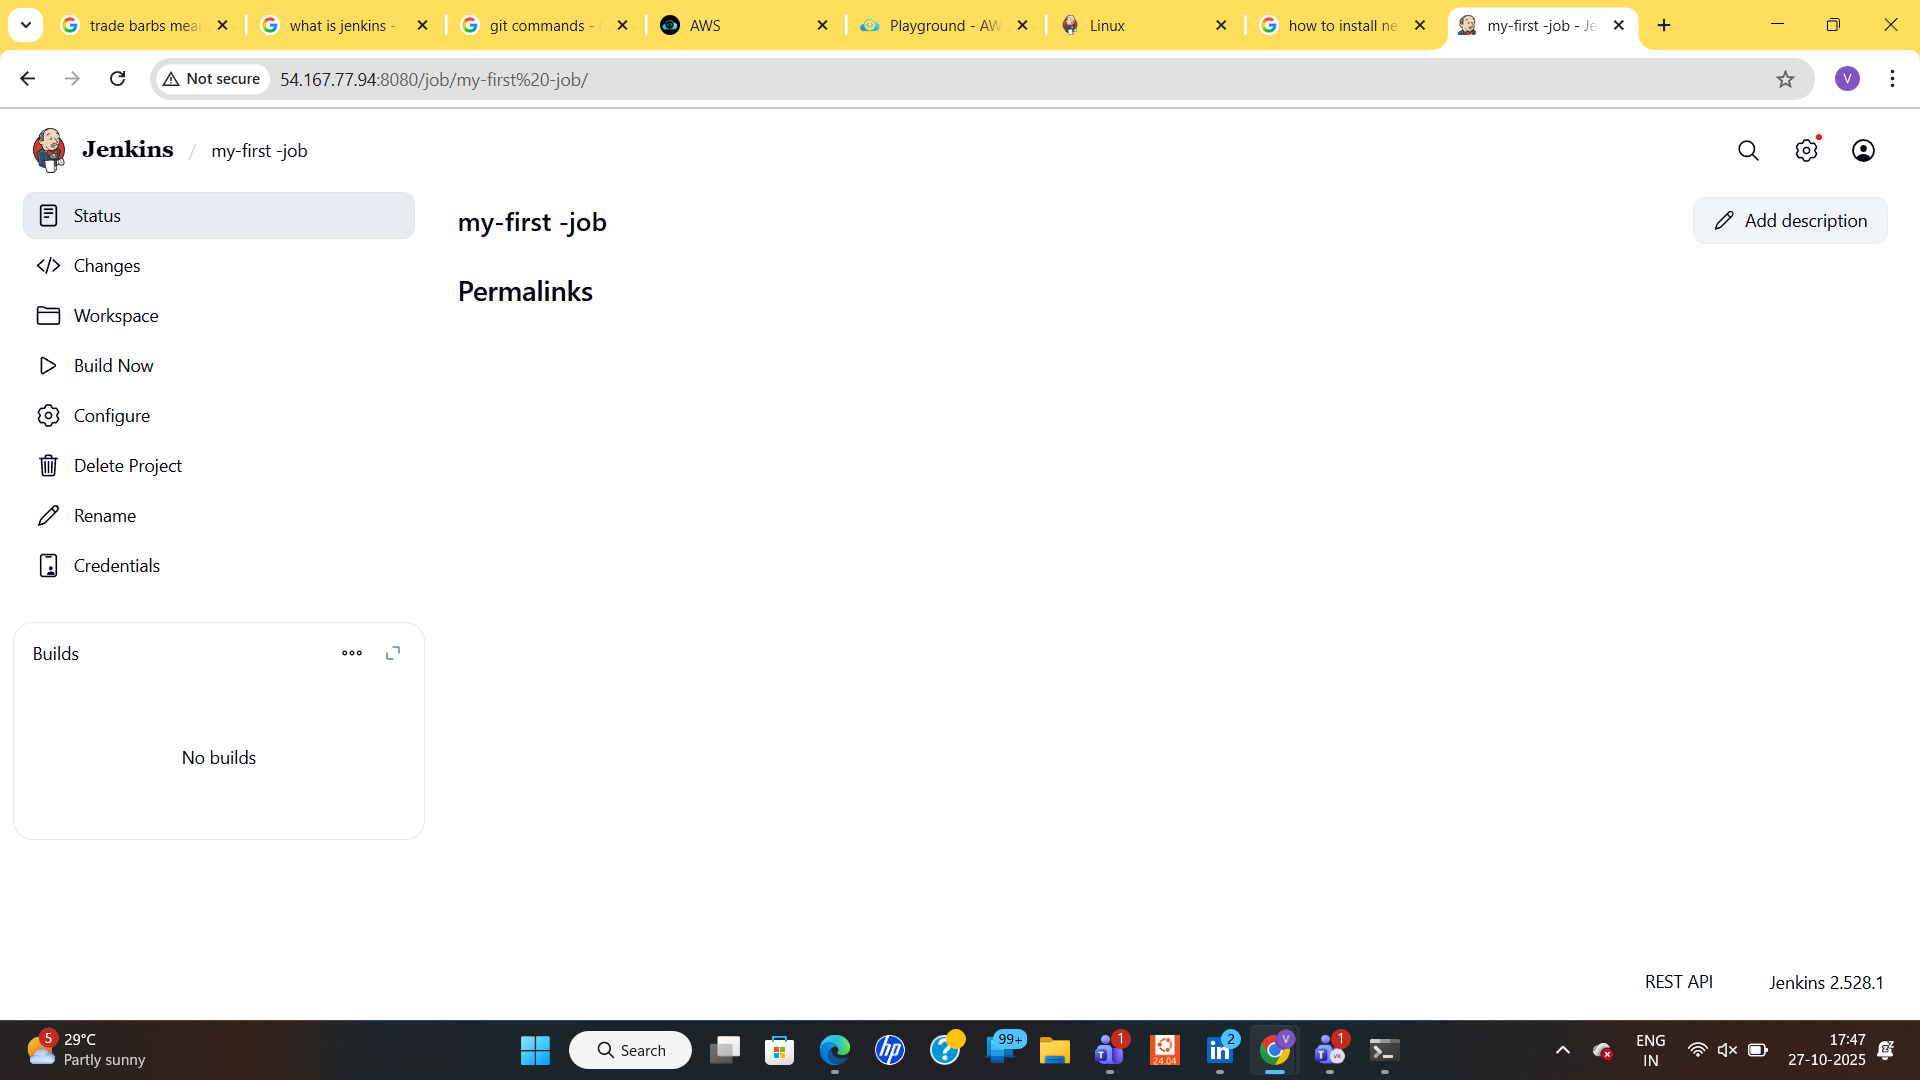 trade barbs mea
what is jenkins -
git commands -
AWS
Playground - AW
Linux
how to install ne
my-first -job - Je
Not secure
54.167.77.94:8080/job/my-first%20-job/
V
Jenkins / my-first -job
Status
Changes
Workspace
Build Now
Configure
Delete Project
Rename
Credentials
my-first -job
Add description
Permalinks
Builds
No builds
REST API
Jenkins 2.528.1
5
29°C
Partly sunny
Search
hp
?
99+
1
T
24.04
in
2
V
1
T
VK
ENG
IN
17:47
27-10-2025